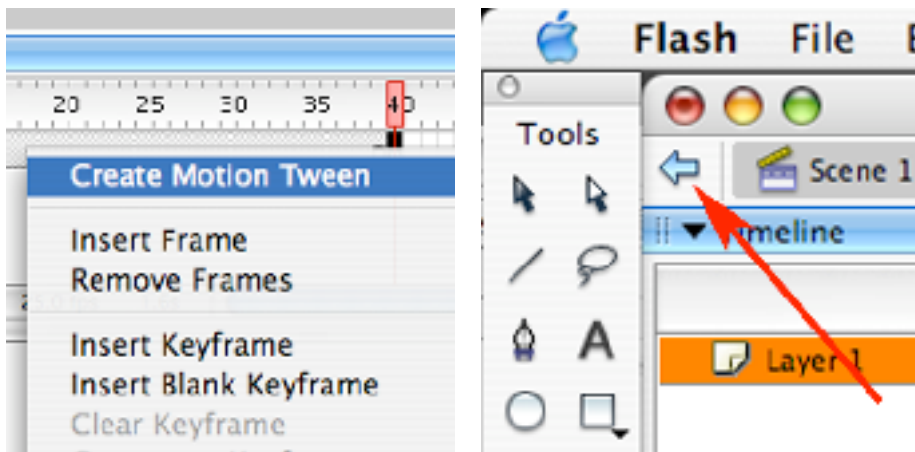 20 25 30 35 40
Create Motion Tween
Insert Frame
Remove Frames
Insert Keyframe
Insert Blank Keyframe
Clear Keyframe
Flash File
Tools
Scene 1
Timeline
Layer 1
A